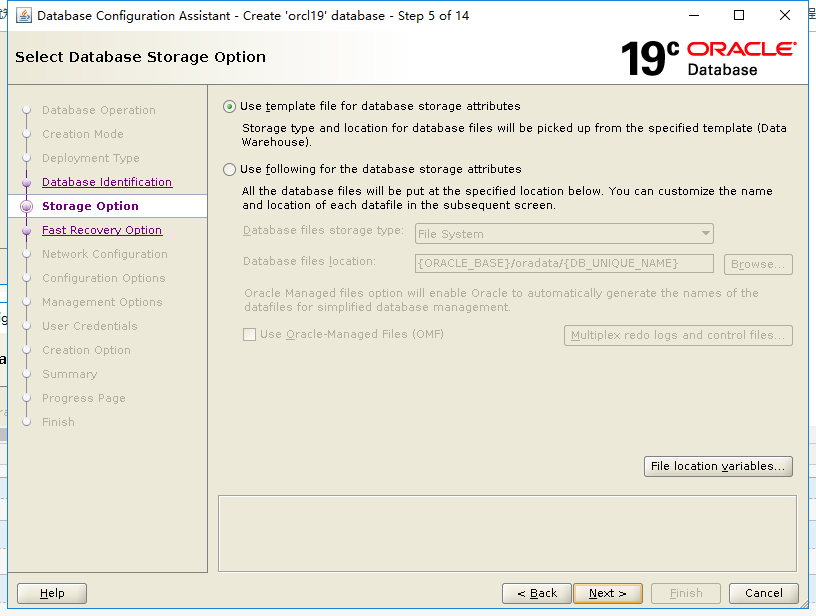 Database Configuration Assistant - Create 'orcl19' database - Step 5 of 14
Select Database Storage Option
19c ORACLE®
Database
Database Operation
Creation Mode
Deployment Type
Database Identification
Storage Option
Fast Recovery Option
Network Configuration
Configuration Options
Management Options
User Credentials
Creation Option
Summary
Progress Page
Finish
Use template file for database storage attributes
Storage type and location for database files will be picked up from the specified template (Data
Warehouse).
Use following for the database storage attributes
All the database files will be put at the specified location below. You can customize the name
and location of each datafile in the subsequent screen.
Database files storage type: File System
Database files location: {ORACLE_BASE}/oradata/{DB_UNIQUE_NAME} Browse...
Oracle Managed files option will enable Oracle to automatically generate the names of the
datafiles for simplified database management.
Use Oracle-Managed Files (OMF) Multiplex redo logs and control files...
File location variables...
Help < Back Next > Finish Cancel